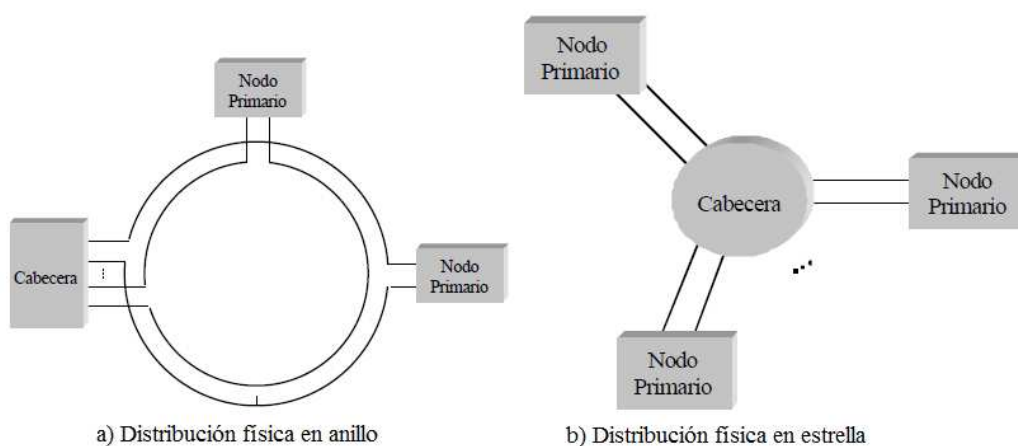 Nodo
Primario
Cabecera
Nodo
Primario
a) Distribución física en anillo
Nodo
Primario
Cabecera
Nodo
Primario
Nodo
Primario
b) Distribución física en estrella